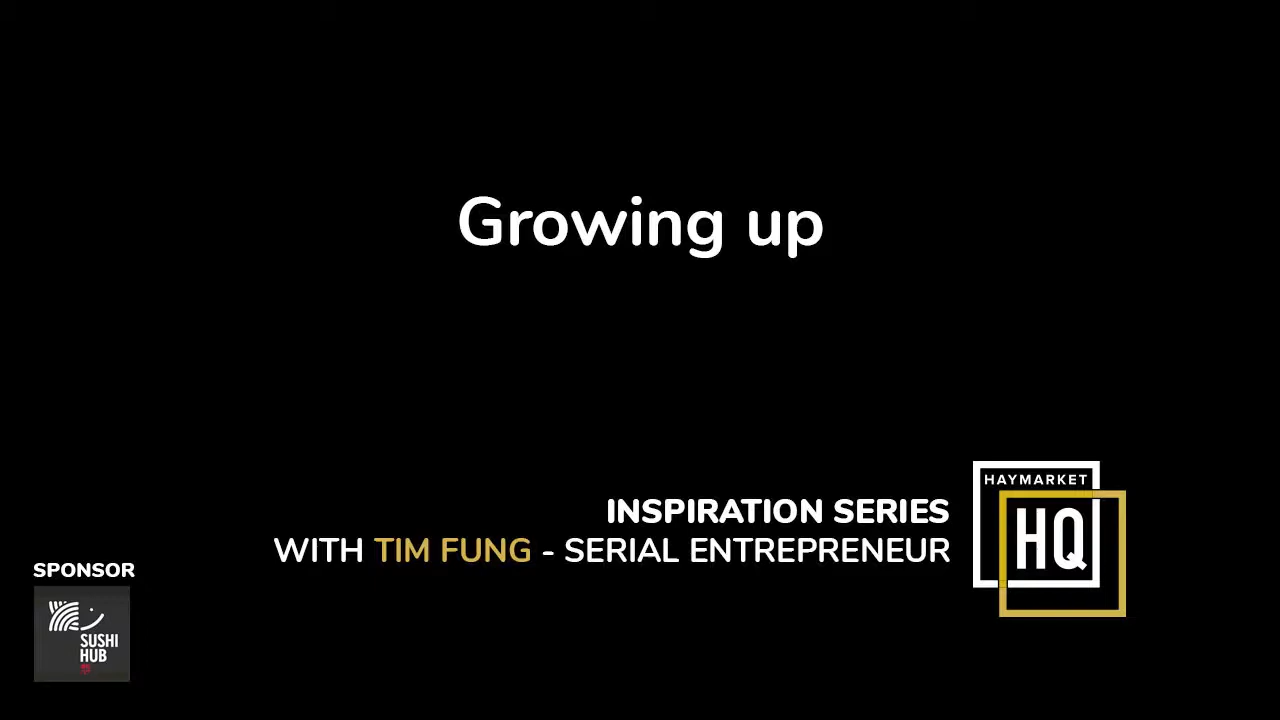 Growing up
INSPIRATION SERIES
WITH TIM FUNG - SERIAL ENTREPRENEUR
HAYMARKET
HQ
SPONSOR
SUSHI
HUB